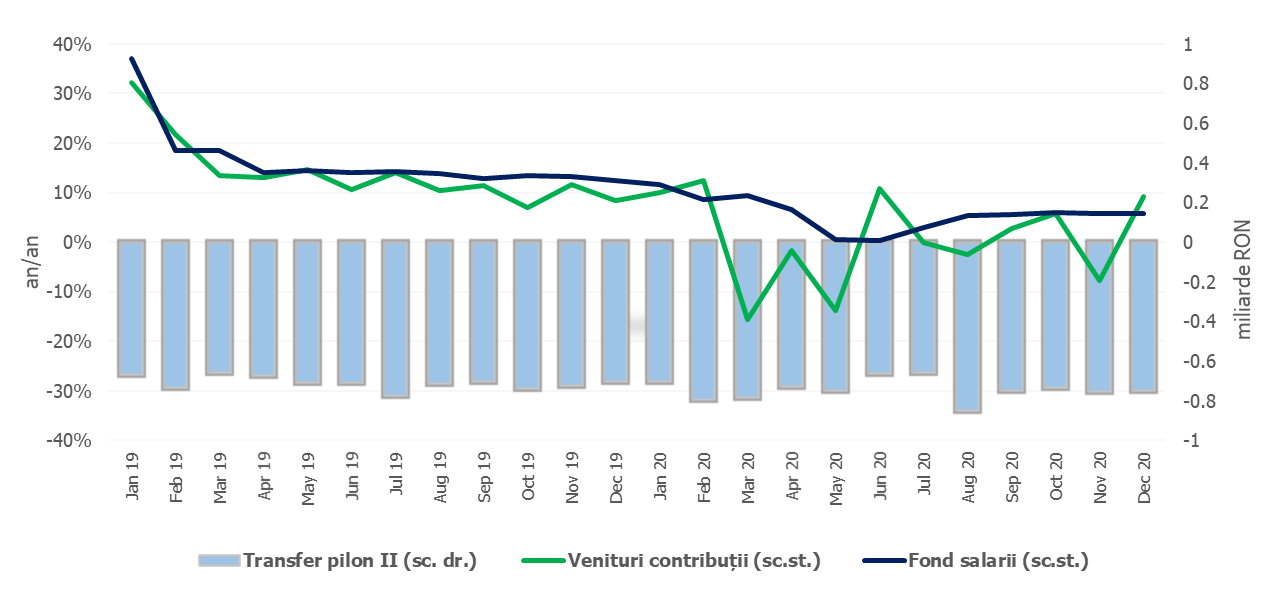 40%
30%
20%
10%
0%
-10%
-20%
-30%
-40%
an/an
1
0.8
0.6
0.4
0.2
0
-0.2
-0.4
-0.6
-0.8
-1
miliarde RON
Jan 19
Feb 19
Mar 19
Apr 19
May 19
Jun 19
Jul 19
Aug 19
Sep 19
Oct 19
Nov 19
Dec 19
Jan 20
Feb 20
Mar 20
Apr 20
May 20
Jun 20
Jul 20
Aug 20
Sep 20
Oct 20
Nov 20
Dec 20
Transfer pilon II (sc. dr.)
Venituri contribuții (sc.st.)
Fond salarii (sc.st.)